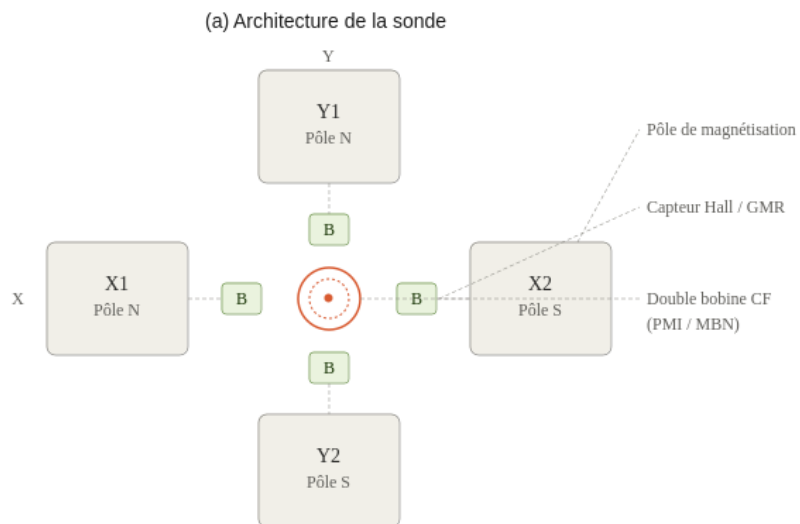 (a) Architecture de la sonde
Y
Y1
Pôle N
Pôle de magnétisation
Capteur Hall / GMR
B
X
X1
Pôle N
B
B
X2
Pôle S
Double bobine CF
(PMI / MBN)
B
Y2
Pôle S